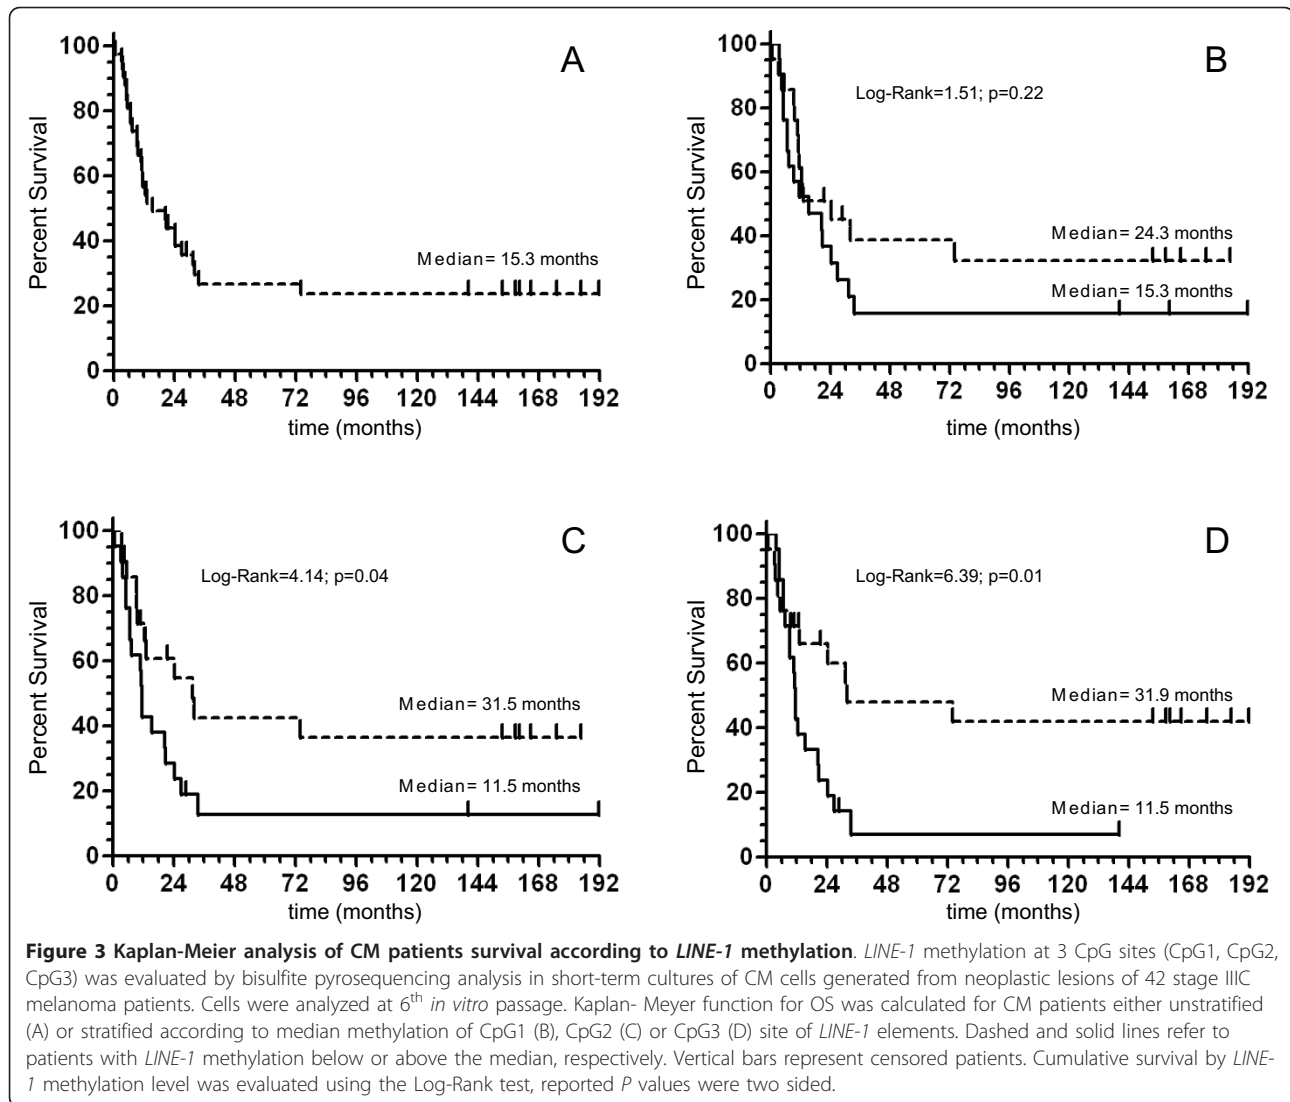 A
100
80
60
40
20
0
Percent Survival
Median= 15.3 months
0 24 48 72 96 120 144 168 192
time (months)
B
100
80
60
40
20
0
Percent Survival
Log-Rank=1.51; p=0.22
Median= 24.3 months
Median= 15.3 months
0 24 48 72 96 120 144 168 192
time (months)
C
100
80
60
40
20
0
Percent Survival
Log-Rank=4.14; p=0.04
Median= 31.5 months
Median= 11.5 months
0 24 48 72 96 120 144 168 192
time (months)
D
100
80
60
40
20
0
Percent Survival
Log-Rank=6.39; p=0.01
Median= 31.9 months
Median= 11.5 months
0 24 48 72 96 120 144 168 192
time (months)
Figure 3 Kaplan-Meier analysis of CM patients survival according to LINE-1 methylation. LINE-1 methylation at 3 CpG sites (CpG1, CpG2,
CpG3) was evaluated by bisulfite pyrosequencing analysis in short-term cultures of CM cells generated from neoplastic lesions of 42 stage IIIC
melanoma patients. Cells were analyzed at 6th in vitro passage. Kaplan- Meyer function for OS was calculated for CM patients either unstratified
(A) or stratified according to median methylation of CpG1 (B), CpG2 (C) or CpG3 (D) site of LINE-1 elements. Dashed and solid lines refer to
patients with LINE-1 methylation below or above the median, respectively. Vertical bars represent censored patients. Cumulative survival by LINE-
1 methylation level was evaluated using the Log-Rank test, reported P values were two sided.